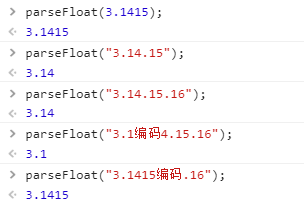 > parseFloat(3.1415);
< 3.1415
> parseFloat("3.14.15");
< 3.14
> parseFloat("3.14.15.16");
< 3.14
> parseFloat("3.1编码4.15.16");
< 3.1
> parseFloat("3.1415编码.16");
< 3.1415